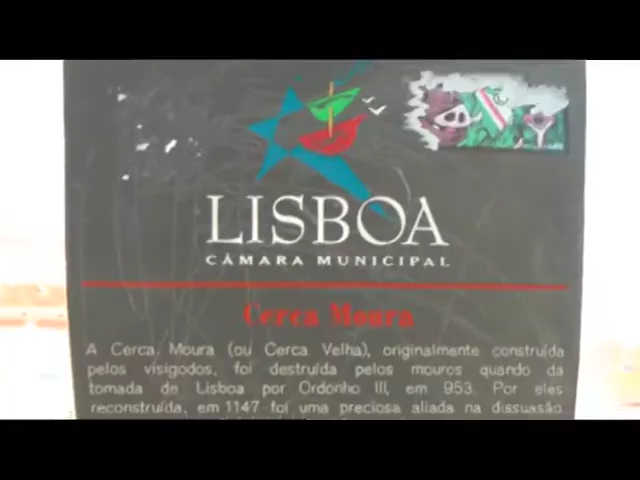 LISBOA
CÂMARA MUNICIPAL
Cerca Moura
A Cerca Moura (ou Cerca Velha), originalmente construída
pelos visigodos, foi destruída pelos mouros quando da
tomada de Lisboa por Ordonho III, em 953. Por eles
reconstruída, em 1147 foi uma preciosa aliada na dissuasão